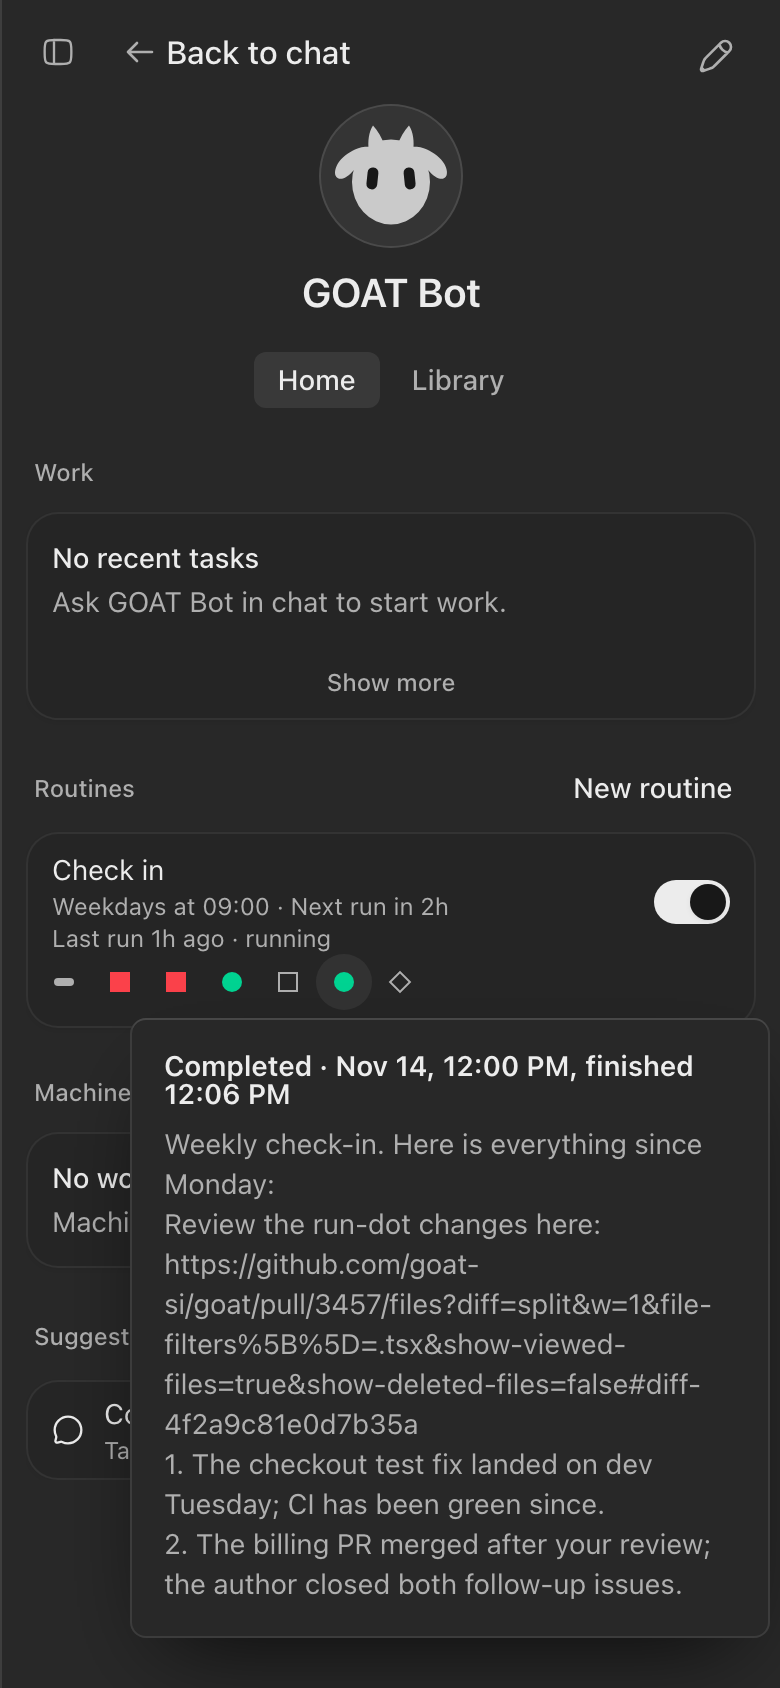 Back to chat
GOAT Bot
Home
Library
Work
No recent tasks
Ask GOAT Bot in chat to start work.
Show more
Routines
New routine
Check in
Weekdays at 09:00 · Next run in 2h
Last run 1h ago · running
Completed · Nov 14, 12:00 PM, finished
12:06 PM
Weekly check-in. Here is everything since
Monday:
Review the run-dot changes here:
https://github.com/goat-
si/goat/pull/3457/files?diff=split&w=1&file-
filters%5B%5D=.tsx&show-viewed-
files=true&show-deleted-files=false#diff-
4f2a9c81e0d7b35a
1. The checkout test fix landed on dev
Tuesday; CI has been green since.
2. The billing PR merged after your review;
the author closed both follow-up issues.
Machine
No
Machi
Suggest
Ta